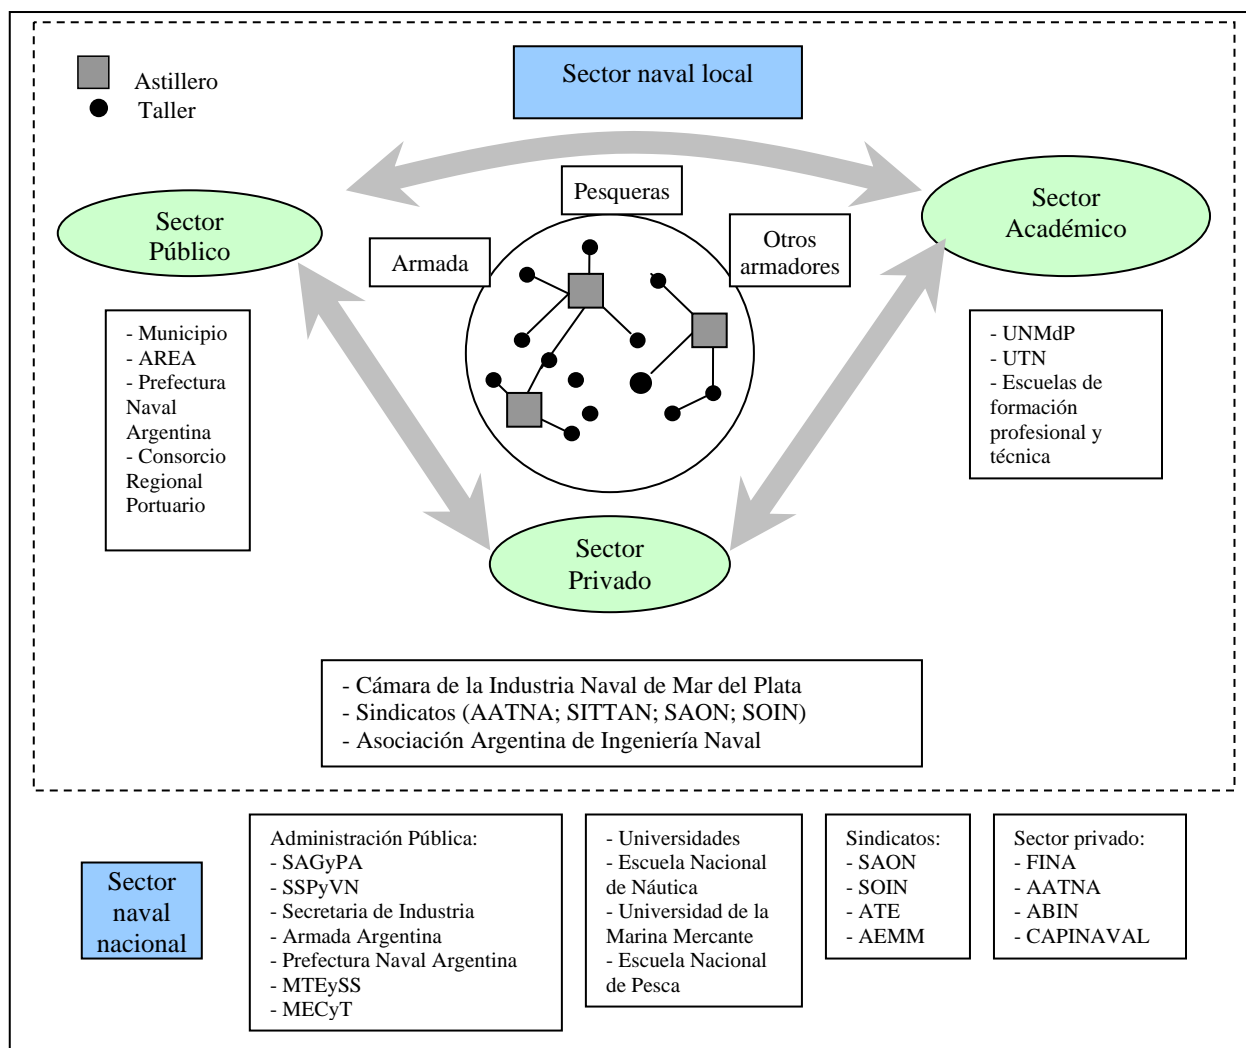 Astillero
Taller
Sector naval local
Pesqueras
Sector
Público
Armada
Otros
armadores
Sector
Académico
- Municipio
- AREA
- Prefectura
Naval
Argentina
- Consorcio
Regional
Portuario
- UNMdP
- UTN
- Escuelas de
formación
profesional y
técnica
Sector
Privado
- Cámara de la Industria Naval de Mar del Plata
- Sindicatos (AATNA; SITTAN; SAON; SOIN)
- Asociación Argentina de Ingeniería Naval
Sector
naval
nacional
Administración Pública:
- SAGyPA
- SSPyVN
- Secretaria de Industria
- Armada Argentina
- Prefectura Naval Argentina
- MTEySS
- MECyT
- Universidades
- Escuela Nacional
de Náutica
- Universidad de la
Marina Mercante
- Escuela Nacional
de Pesca
Sindicatos:
- SAON
- SOIN
- ATE
- AEMM
Sector privado:
- FINA
- AATNA
- ABIN
- CAPINAVAL